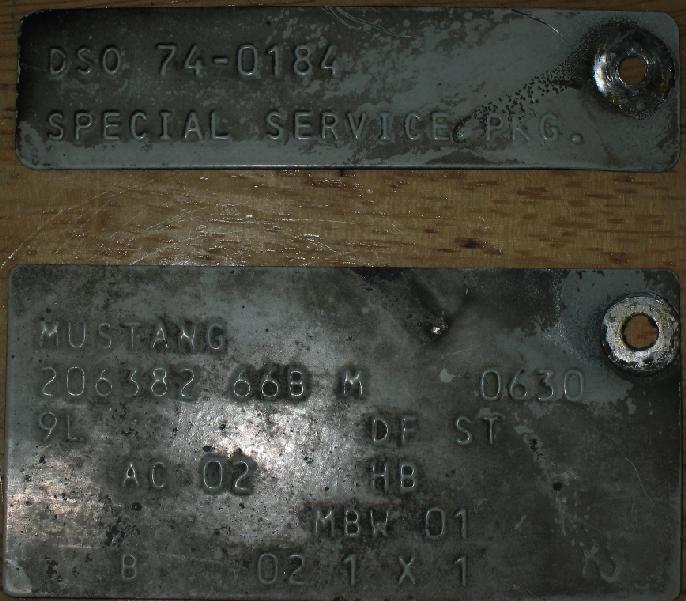 DSO 74-0184
SPECIAL SERVICE PKG.
MUSTANG
206382 66B M 0630
9L DF ST
AC 02 HB
MBW 01
B 02 1 X 1